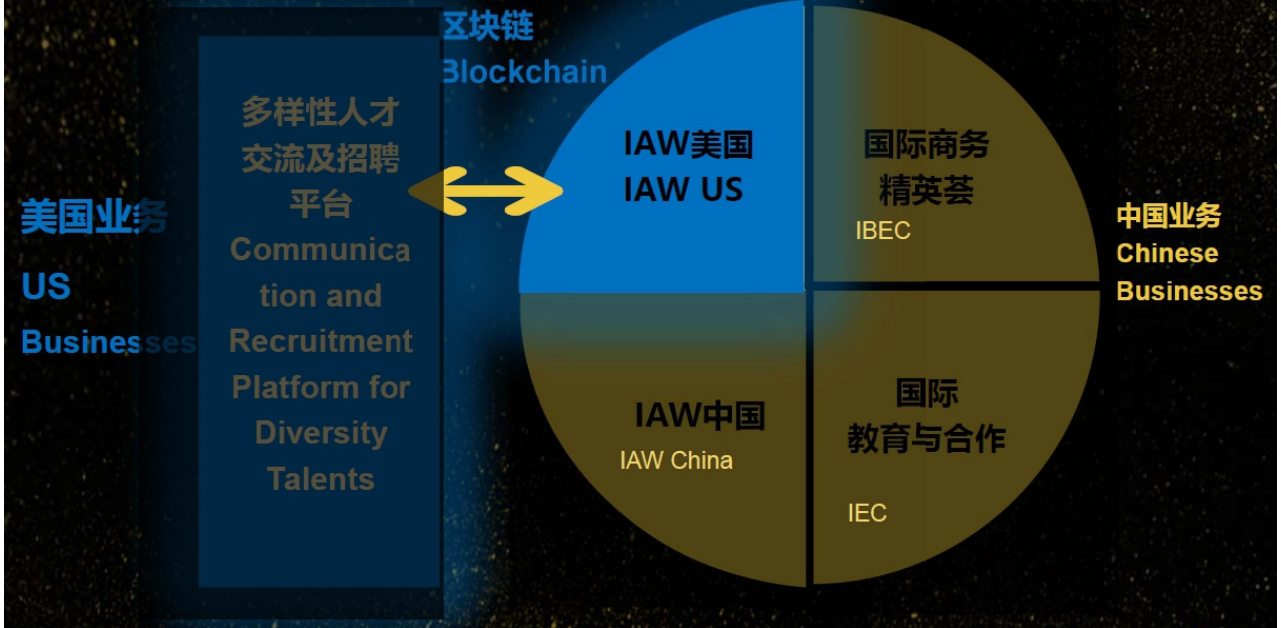 美国业务
US
Businesses
多样性人才
交流及招聘
平台
Communica
tion and
Recruitment
Platform for
Diversity
Talents
区块链
Blockchain
IAW美国
IAW US
国际商务
精英荟
IBEC
IAW中国
IAW China
国际
教育与合作
IEC
中国业务
Chinese
Businesses